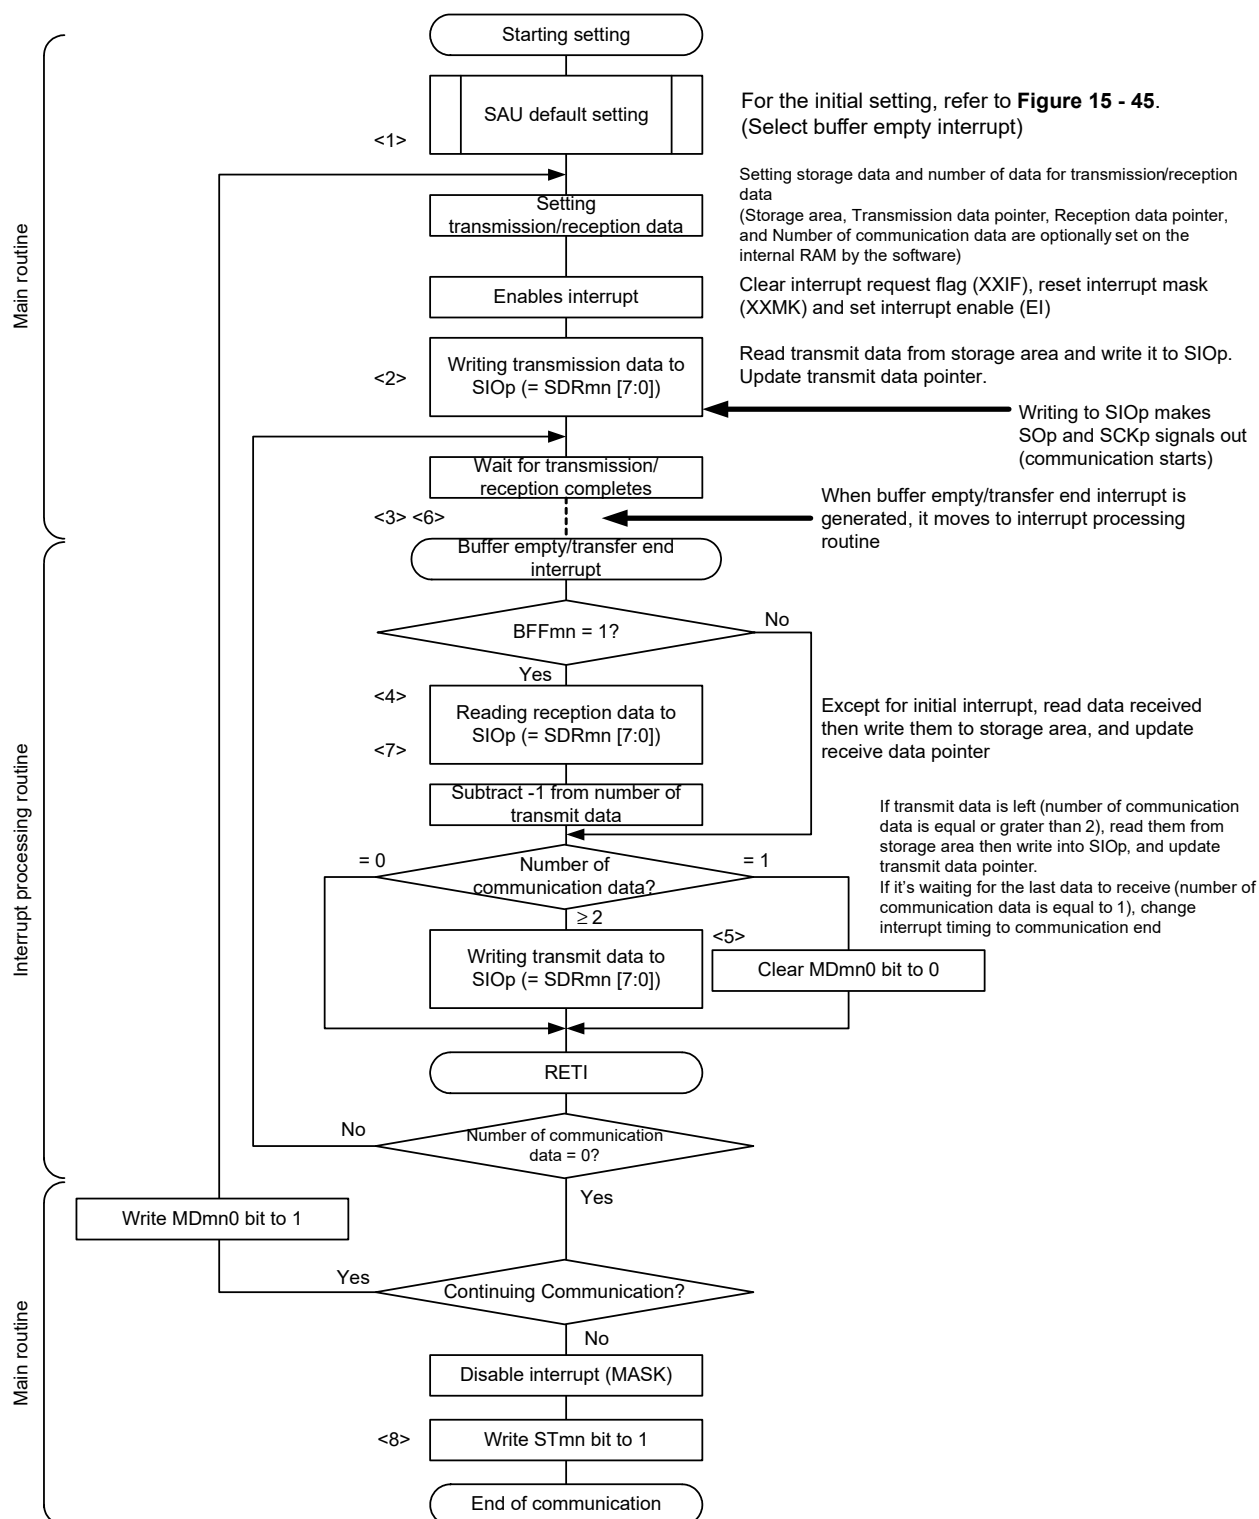 Starting setting
SAU default setting
For the initial setting, refer to Figure 15 - 45.
(Select buffer empty interrupt)
<1>
Setting storage data and number of data for transmission/reception
data
(Storage area, Transmission data pointer, Reception data pointer,
and Number of communication data are optionally set on the
internal RAM by the software)
Setting
transmission/reception data
Main routine
Enables interrupt
Clear interrupt request flag (XXIF), reset interrupt mask
(XXMK) and set interrupt enable (EI)
<2>
Writing transmission data to
SIOp (= SDRmn [7:0])
Read transmit data from storage area and write it to SIOp.
Update transmit data pointer.
Writing to SIOp makes
SOp and SCKp signals out
(communication starts)
Wait for transmission/
reception completes
<3> <6>
When buffer empty/transfer end interrupt is
generated, it moves to interrupt processing
routine
Buffer empty/transfer end
interrupt
BFFmn = 1?
No
Yes
<4>
Reading reception data to
SIOp (= SDRmn [7:0])
<7>
Except for initial interrupt, read data received
then write them to storage area, and update
receive data pointer
Interrupt processing routine
Subtract -1 from number of
transmit data
If transmit data is left (number of communication
data is equal or grater than 2), read them from
storage area then write into SIOp, and update
transmit data pointer.
If it's waiting for the last data to receive (number of
communication data is equal to 1), change
interrupt timing to communication end
= 0
Number of
communication data?
= 1
≥ 2
<5>
Writing transmit data to
SIOp (= SDRmn [7:0])
Clear MDmn0 bit to 0
RETI
No
Number of communication
data = 0?
Yes
Write MDmn0 bit to 1
Yes
Continuing Communication?
No
Main routine
Disable interrupt (MASK)
<8>
Write STmn bit to 1
End of communication